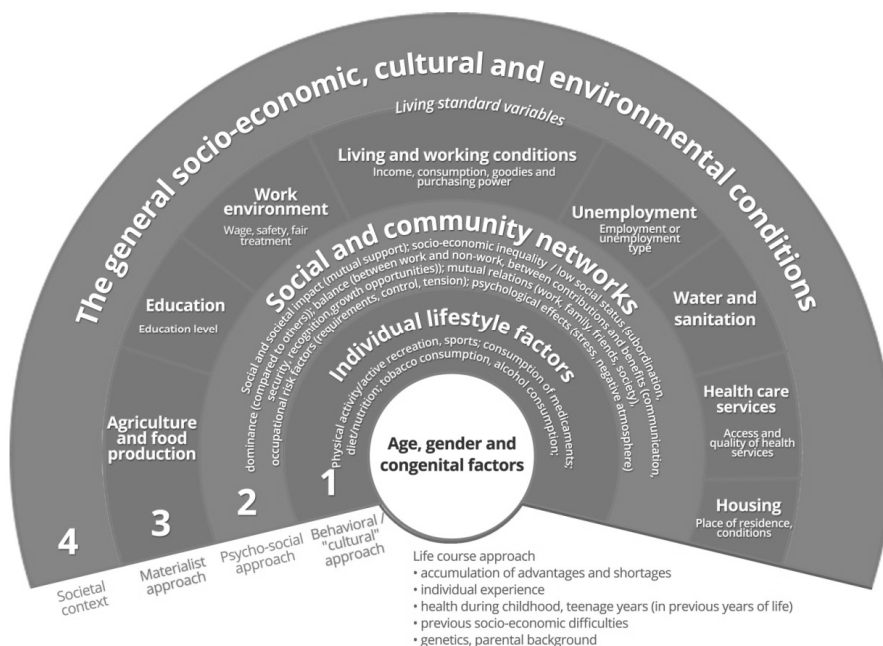 The general socio-economic, cultural and environmental conditions
Living standard variables
Living and working conditions
Income, consumption, goodies and
purchasing power
Work
environment
Wage, safety, fair
treatment
Unemployment
Employment or
unemployment
type
Education
Education level
Water and
sanitation
Agriculture
and food
production
Health care
services
Access and
quality of health
services
Housing
Place of residence,
conditions
Social and community networks
Social and societal impact (mutual support); socio-economic inequality / low social status (subordination,
dominance (compared to others)); balance (between work and non-work, between contributions and benefits (communication,
security, recognition,growth opportunities)); mutual relations (work, family, friends, society),
occupational risk factors (requirements, control, tension); psychological effects (stress, negative atmosphere)
Individual lifestyle factors
Physical activity/active recreation, sports; consumption of medicaments;
diet/nutrition; tobacco consumption, alcohol consumption;
Age, gender and
congenital factors
4
3
2
1
Societal
context
Materialist
approach
Psycho-social
approach
Behavioral /
"cultural"
approach
Life course approach
• accumulation of advantages and shortages
• individual experience
• health during childhood, teenage years (in previous years of life)
• previous socio-economic difficulties
• genetics, parental background